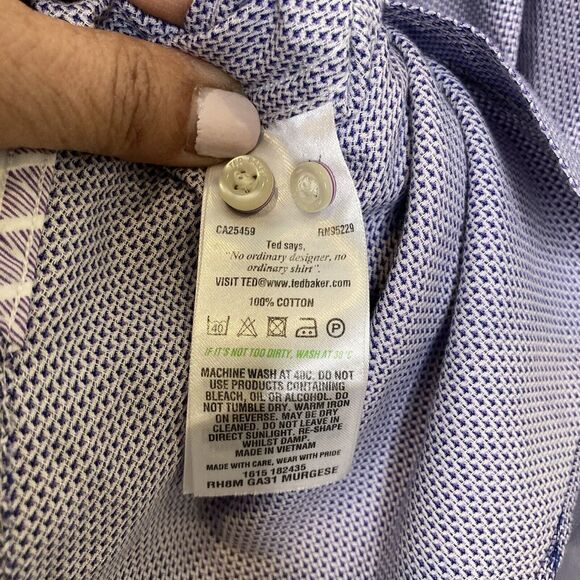 CA25459 RN95229
Ted says,
"No ordinary designer, no
ordinary shirt".
VISIT TED@www.tedbaker.com
100% COTTON
40 P
IF IT'S NOT TOO DIRTY, WASH AT 30°C
MACHINE WASH AT 40C. DO NOT
USE PRODUCTS CONTAINING
BLEACH, OIL OR ALCOHOL. DO
NOT TUMBLE DRY. WARM IRON
ON REVERSE. MAY BE DRY
CLEANED. DO NOT LEAVE IN
DIRECT SUNLIGHT. RE-SHAPE
WHILST DAMP.
MADE IN VIETNAM
MADE WITH CARE, WEAR WITH PRIDE
1615 182435
RH8M GA31 MURGESE